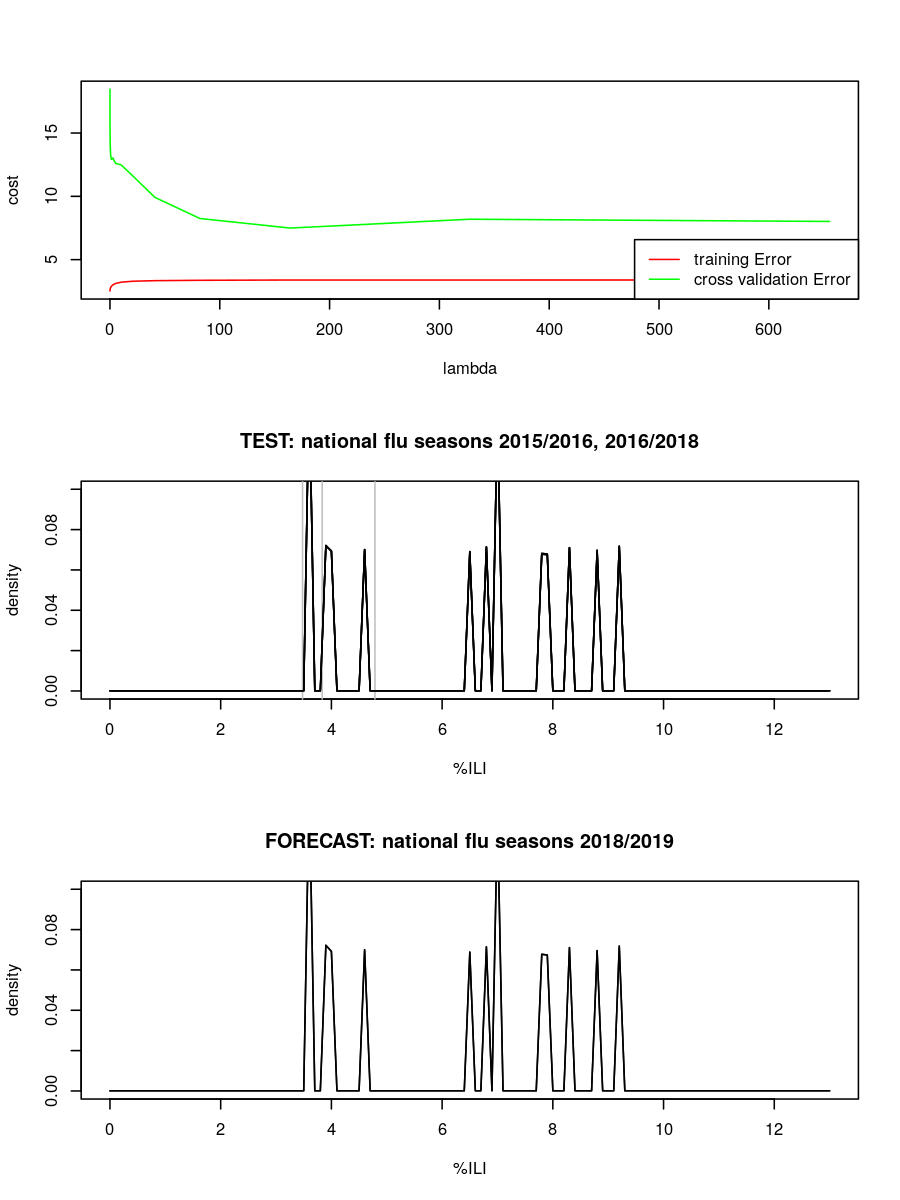 cost
15
10
5
training Error
cross validation Error
0 100 200 300 400 500 600
lambda
TEST: national flu seasons 2015/2016, 2016/2018
density
0.08
0.04
0.00
0 2 4 6 8 10 12
%ILI
FORECAST: national flu seasons 2018/2019
density
0.08
0.04
0.00
0 2 4 6 8 10 12
%ILI